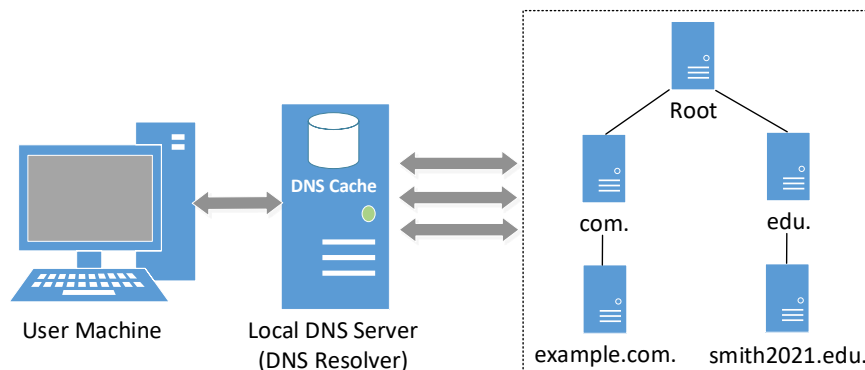 DNS Cache
User Machine
Local DNS Server
(DNS Resolver)
Root
com.
edu.
example.com.
smith2021.edu.